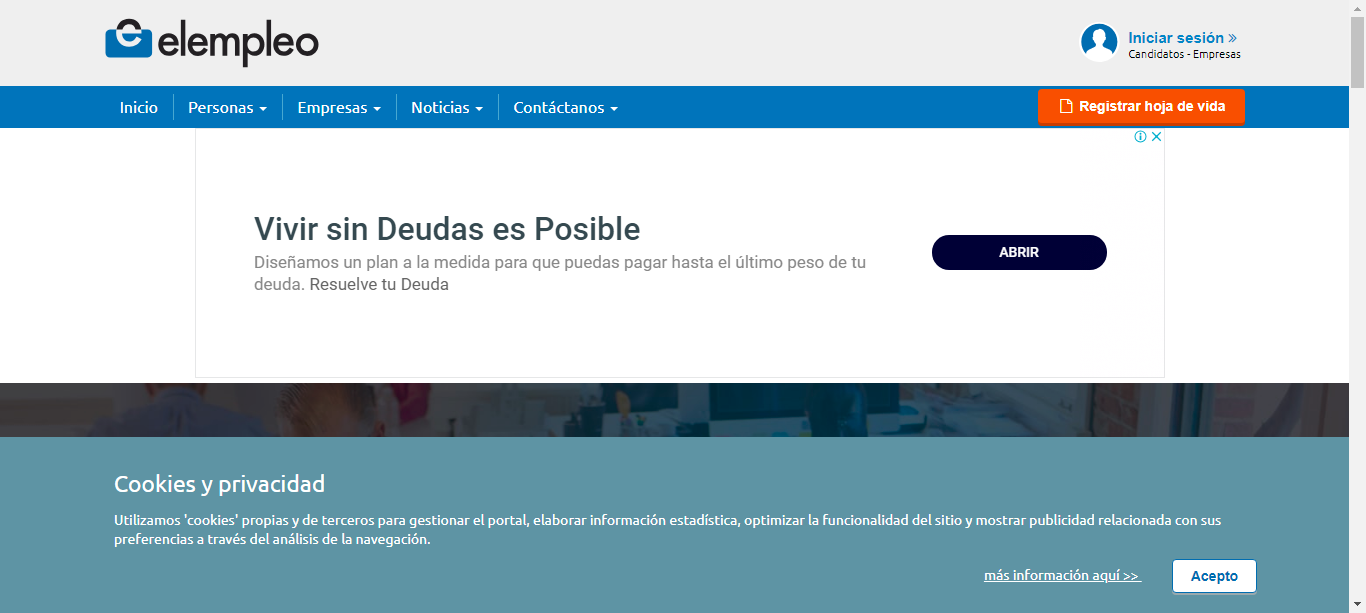 elempleo
Iniciar sesión »
Candidatos - Empresas
Inicio
Personas
Empresas
Noticias
Contáctanos
Registrar hoja de vida
Vivir sin Deudas es Posible
Diseñamos un plan a la medida para que puedas pagar hasta el último peso de tu
deuda. Resuelve tu Deuda
ABRIR
Cookies y privacidad
Utilizamos 'cookies' propias y de terceros para gestionar el portal, elaborar información estadística, optimizar la funcionalidad del sitio y mostrar publicidad relacionada con sus
preferencias a través del análisis de la navegación.
más información aquí >>
Acepto